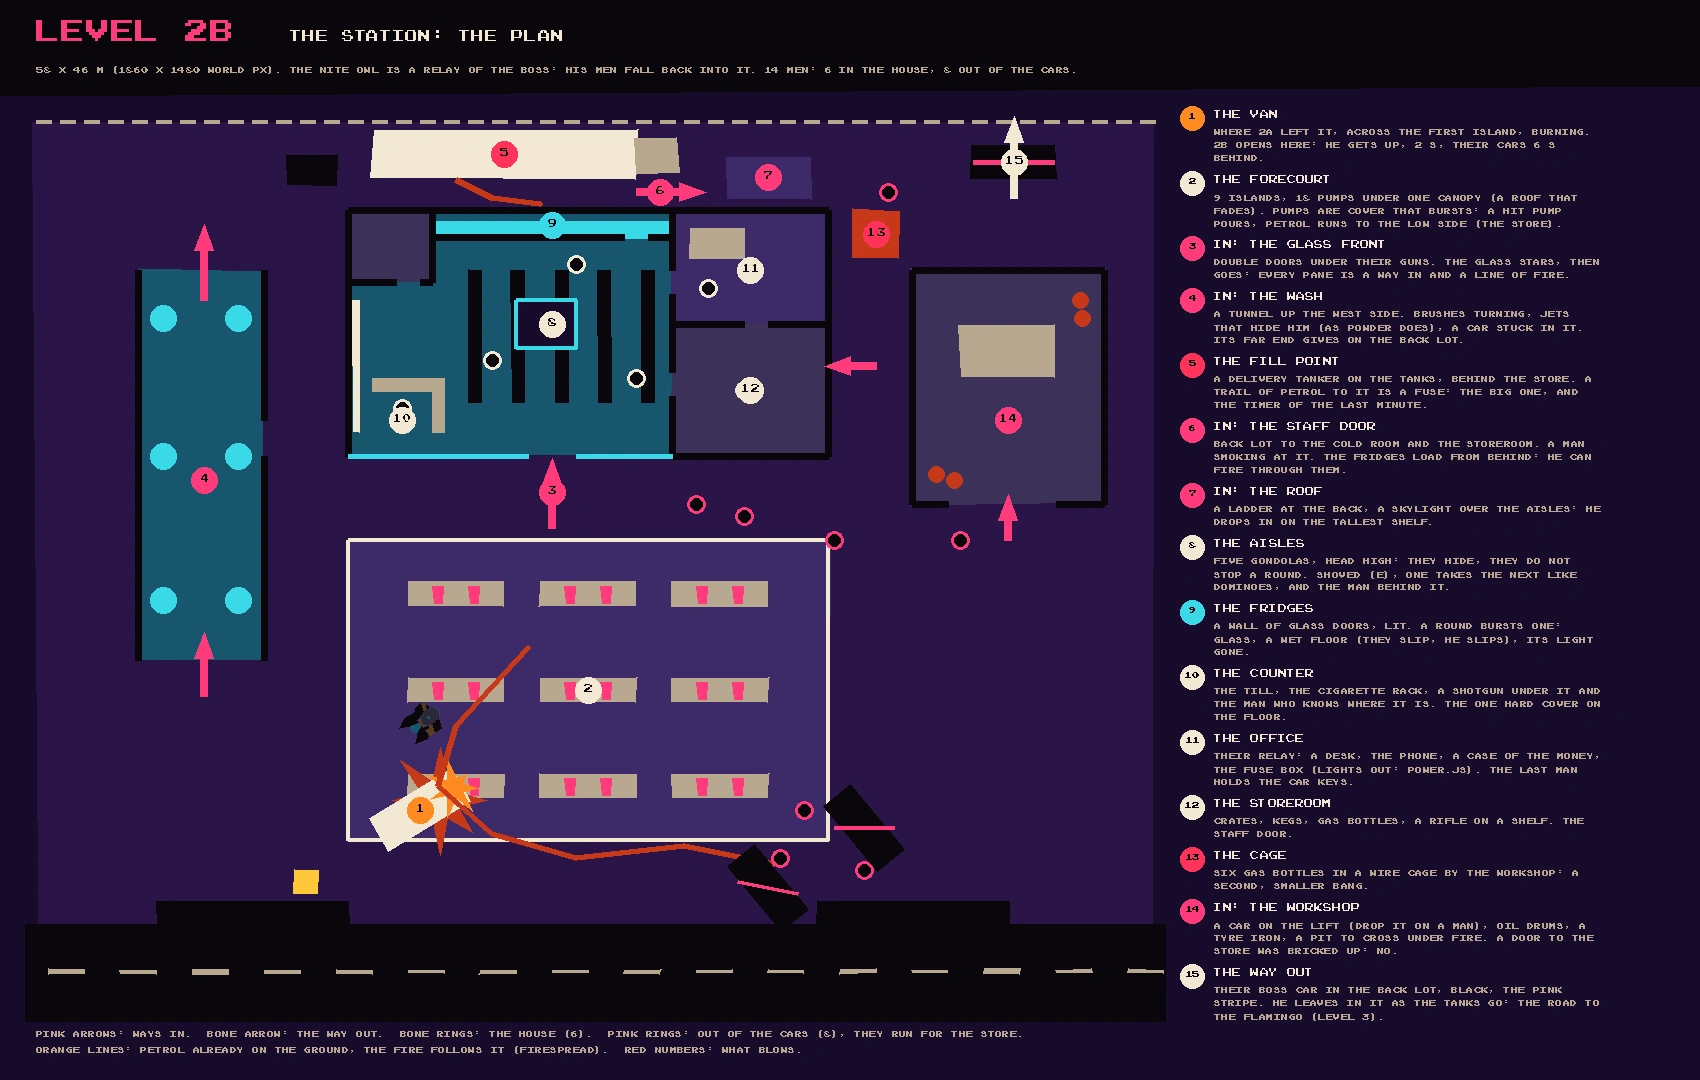 LEVEL 2B
THE STATION: THE PLAN
58 X 46 M (1860 X 1480 WORLD PX). THE NITE OWL IS A RELAY OF THE BOSS: HIS MEN FALL BACK INTO IT. 14 MEN: 6 IN THE HOUSE, 8 OUT OF THE CARS.
5
15
7
6
9
13
11
8
12
10
14
4
3
2
1
1
THE VAN
WHERE 2A LEFT IT, ACROSS THE FIRST ISLAND, BURNING.
2B OPENS HERE: HE GETS UP, 2 S, THEIR CARS 6 S
BEHIND.
2
THE FORECOURT
9 ISLANDS, 18 PUMPS UNDER ONE CANOPY (A ROOF THAT
FADES). PUMPS ARE COVER THAT BURSTS: A HIT PUMP
POURS, PETROL RUNS TO THE LOW SIDE (THE STORE).
3
IN: THE GLASS FRONT
DOUBLE DOORS UNDER THEIR GUNS. THE GLASS STARS, THEN
GOES: EVERY PANE IS A WAY IN AND A LINE OF FIRE.
4
IN: THE WASH
A TUNNEL UP THE WEST SIDE. BRUSHES TURNING, JETS
THAT HIDE HIM (AS POWDER DOES), A CAR STUCK IN IT.
ITS FAR END GIVES ON THE BACK LOT.
5
THE FILL POINT
A DELIVERY TANKER ON THE TANKS, BEHIND THE STORE. A
TRAIL OF PETROL TO IT IS A FUSE: THE BIG ONE, AND
THE TIMER OF THE LAST MINUTE.
6
IN: THE STAFF DOOR
BACK LOT TO THE COLD ROOM AND THE STOREROOM. A MAN
SMOKING AT IT. THE FRIDGES LOAD FROM BEHIND: HE CAN
FIRE THROUGH THEM.
7
IN: THE ROOF
A LADDER AT THE BACK, A SKYLIGHT OVER THE AISLES: HE
DROPS IN ON THE TALLEST SHELF.
8
THE AISLES
FIVE GONDOLAS, HEAD HIGH: THEY HIDE, THEY DO NOT
STOP A ROUND. SHOVED (E), ONE TAKES THE NEXT LIKE
DOMINOES, AND THE MAN BEHIND IT.
9
THE FRIDGES
A WALL OF GLASS DOORS, LIT. A ROUND BURSTS ONE:
GLASS, A WET FLOOR (THEY SLIP, HE SLIPS), ITS LIGHT
GONE.
10
THE COUNTER
THE TILL, THE CIGARETTE RACK, A SHOTGUN UNDER IT AND
THE MAN WHO KNOWS WHERE IT IS. THE ONE HARD COVER ON
THE FLOOR.
11
THE OFFICE
THEIR RELAY: A DESK, THE PHONE, A CASE OF THE MONEY,
THE FUSE BOX (LIGHTS OUT: POWER.JS). THE LAST MAN
HOLDS THE CAR KEYS.
12
THE STOREROOM
CRATES, KEGS, GAS BOTTLES, A RIFLE ON A SHELF. THE
STAFF DOOR.
13
THE CAGE
SIX GAS BOTTLES IN A WIRE CAGE BY THE WORKSHOP: A
SECOND, SMALLER BANG.
14
IN: THE WORKSHOP
A CAR ON THE LIFT (DROP IT ON A MAN), OIL DRUMS, A
TYRE IRON, A PIT TO CROSS UNDER FIRE. A DOOR TO THE
STORE WAS BRICKED UP: NO.
15
THE WAY OUT
THEIR BOSS CAR IN THE BACK LOT, BLACK, THE PINK
STRIPE. HE LEAVES IN IT AS THE TANKS GO: THE ROAD TO
THE FLAMINGO (LEVEL 3).
PINK ARROWS: WAYS IN. BONE ARROW: THE WAY OUT. BONE RINGS: THE HOUSE (6). PINK RINGS: OUT OF THE CARS (8), THEY RUN FOR THE STORE.
ORANGE LINES: PETROL ALREADY ON THE GROUND, THE FIRE FOLLOWS IT (FIRESPREAD). RED NUMBERS: WHAT BLOWS.